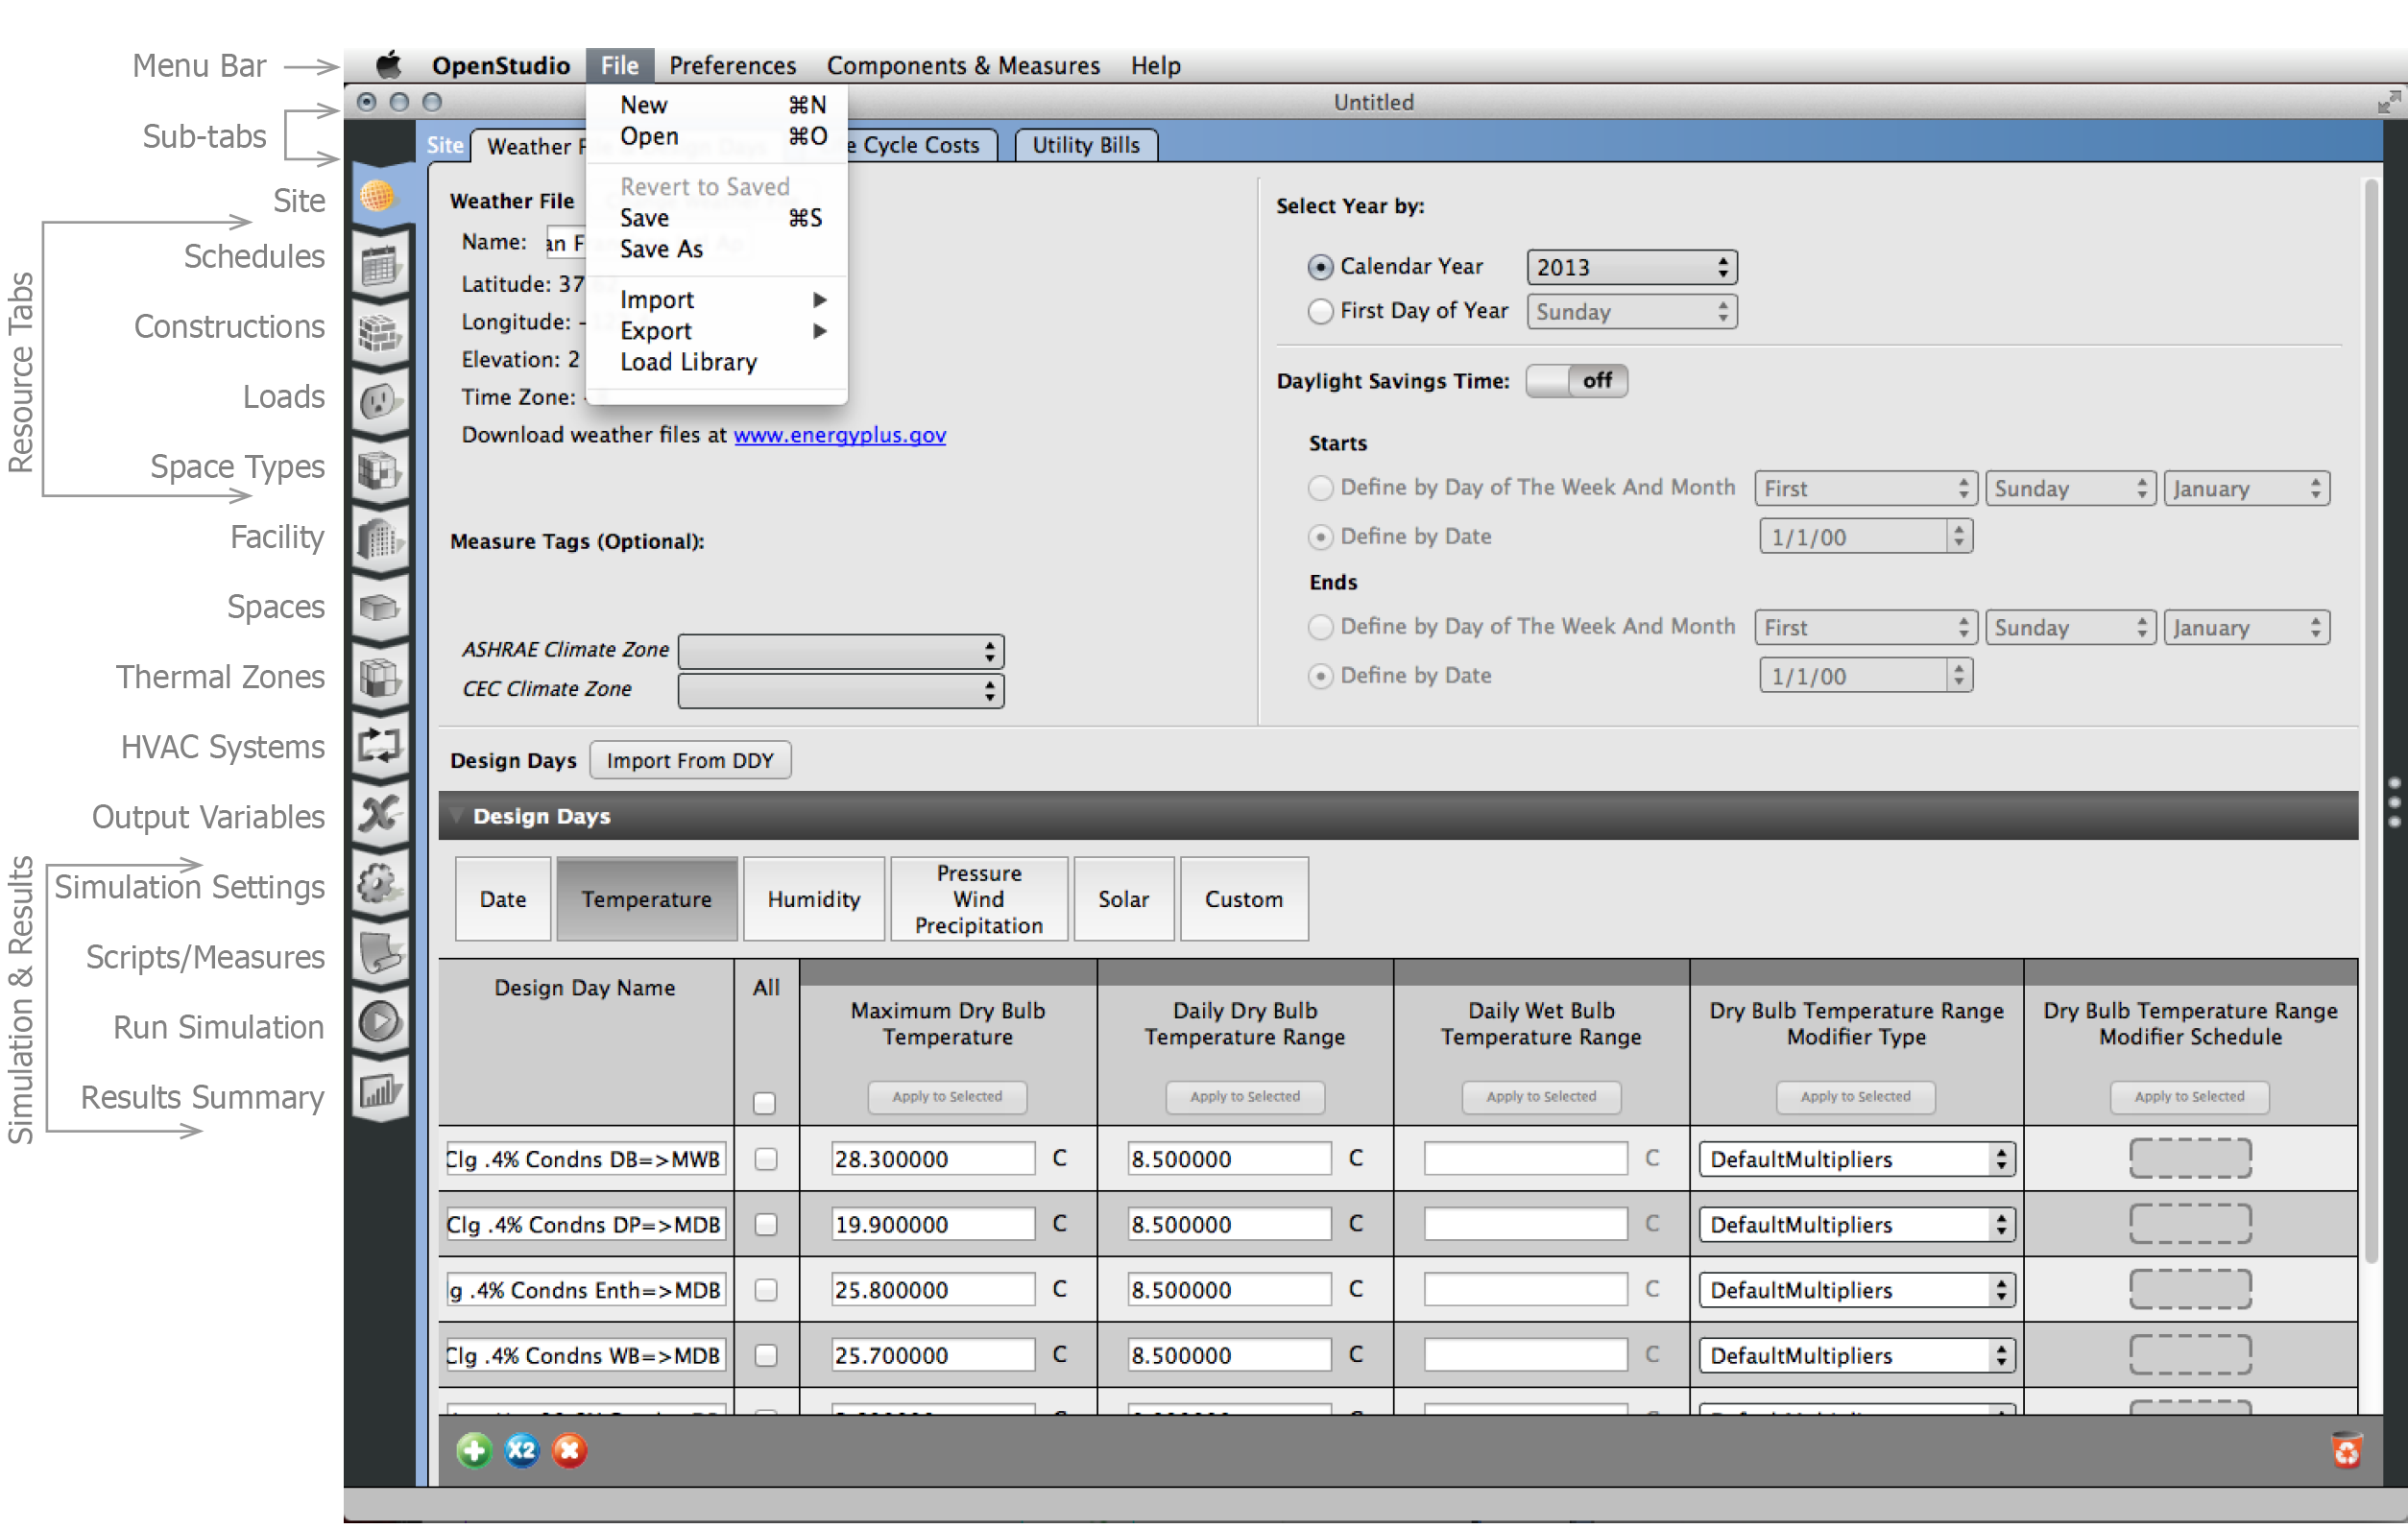 Menu Bar
Sub-tabs
Site
Schedules
Constructions
Loads
Space Types
Facility
Spaces
Thermal Zones
HVAC Systems
Output Variables
Simulation Settings
Scripts/Measures
Run Simulation
Results Summary
Resource Tabs
Simulation & Results
OpenStudio File Preferences Components & Measures Help
Untitled
Site Weather Cycle Costs Utility Bills
New ⌘N
Open ⌘O
Revert to Saved
Save ⌘S
Save As
Import
Export
Load Library
Weather File
Name:
Latitude: 37
Longitude: -
Elevation: 2
Time Zone: -
Download weather files at www.energyplus.gov
Measure Tags (Optional):
ASHRAE Climate Zone
CEC Climate Zone
Select Year by:
Calendar Year 2013
First Day of Year Sunday
Daylight Savings Time: off
Starts
Define by Day of The Week And Month First Sunday January
Define by Date 1/1/00
Ends
Define by Day of The Week And Month First Sunday January
Define by Date 1/1/00
Design Days Import From DDY
Design Days
Date Temperature Humidity Pressure Wind Precipitation Solar Custom
Design Day Name All
Maximum Dry Bulb Temperature
Daily Dry Bulb Temperature Range
Daily Wet Bulb Temperature Range
Dry Bulb Temperature Range Modifier Type
Dry Bulb Temperature Range Modifier Schedule
Apply to Selected Apply to Selected Apply to Selected Apply to Selected Apply to Selected
Clg .4% Condns DB=>MWB 28.300000 C 8.500000 C C DefaultMultipliers
Clg .4% Condns DP=>MDB 19.900000 C 8.500000 C C DefaultMultipliers
g .4% Condns Enth=>MDB 25.800000 C 8.500000 C C DefaultMultipliers
Clg .4% Condns WB=>MDB 25.700000 C 8.500000 C C DefaultMultipliers
X2